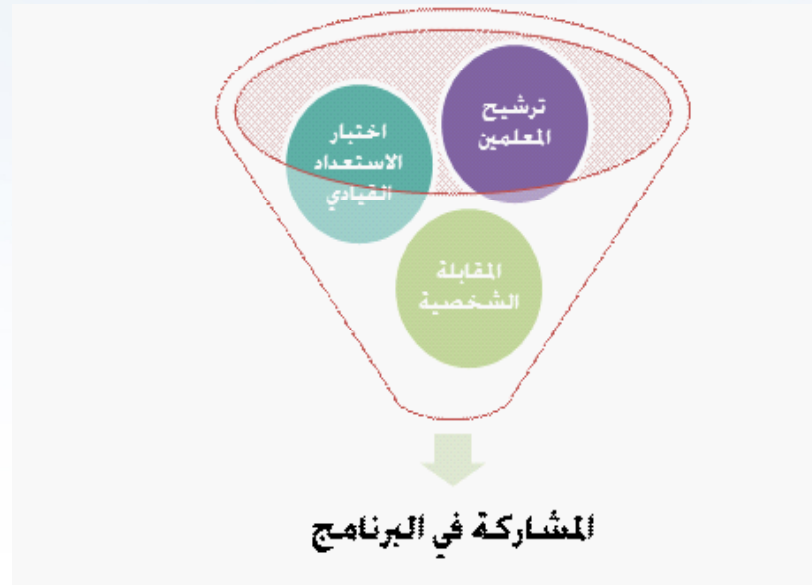 ترشيح
المعلمين
اختبار
الاستعداد
القيادي
المقابلة
الشخصية
المشاركة في البرنامج